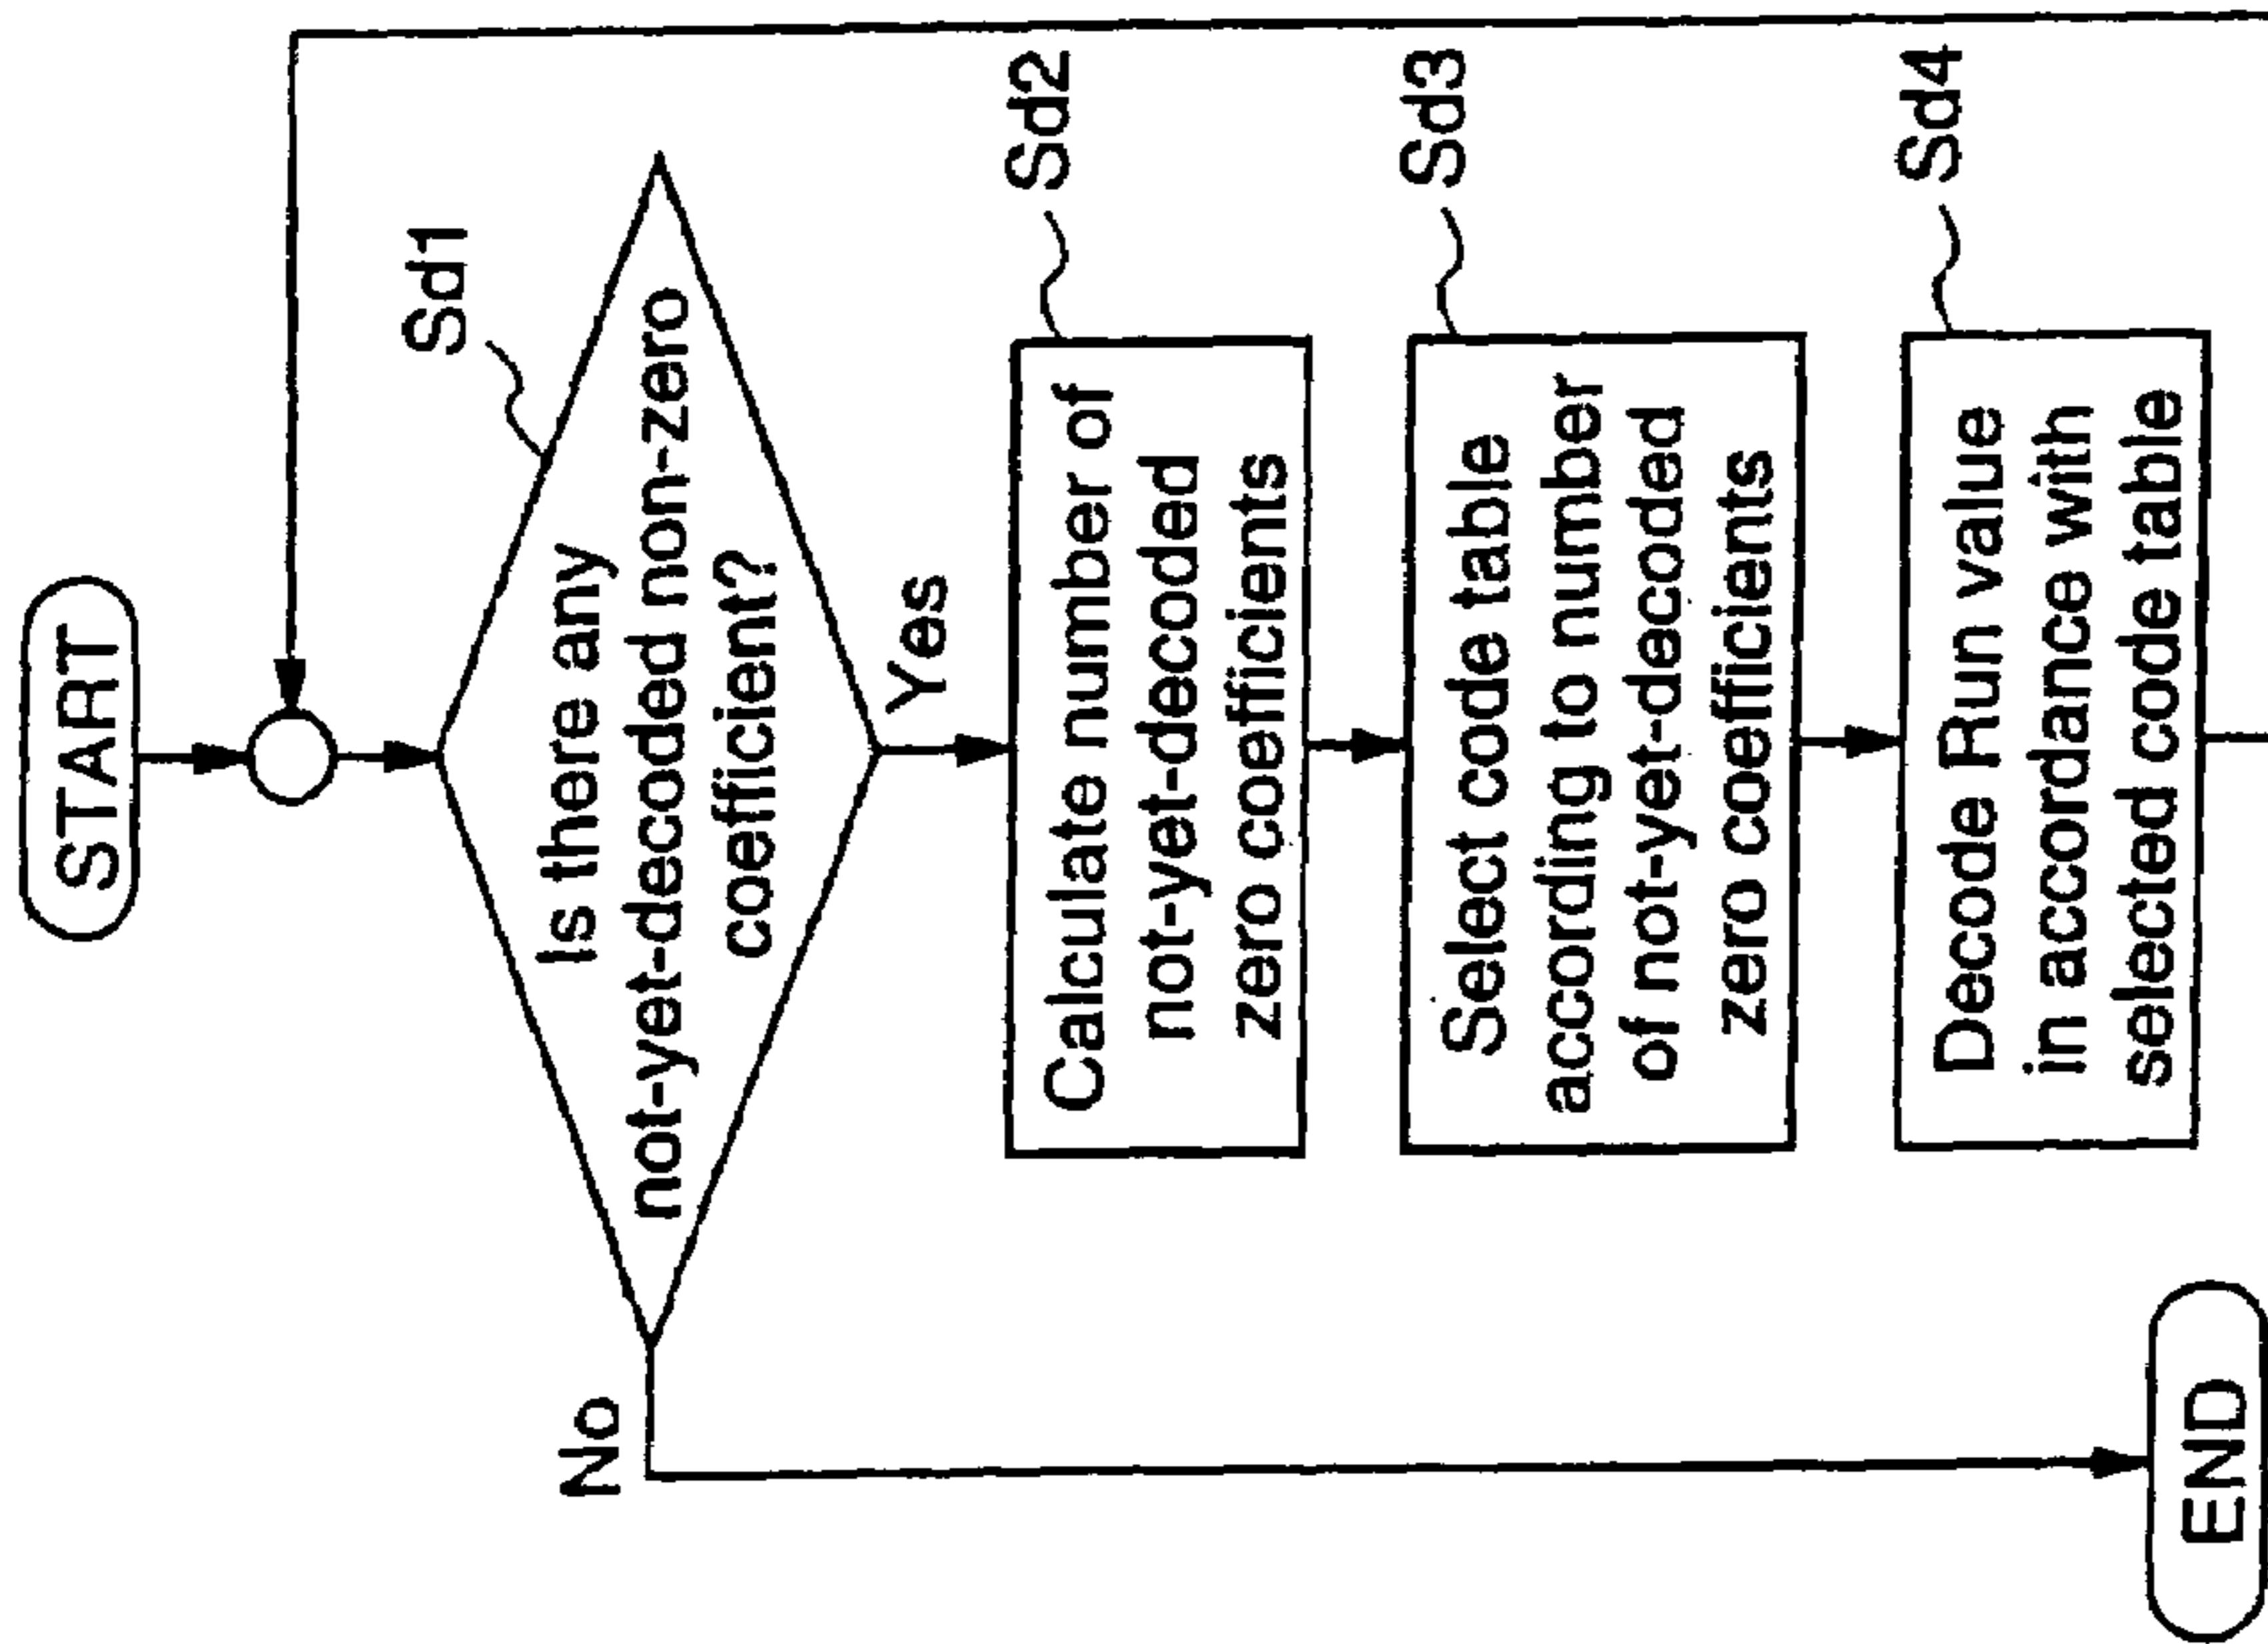 START
Sd1
Is there any
not-yet-decoded non-zero
coefficient?
No
Yes
Sd2
Calculate number of
not-yet-decoded
zero coefficients
Sd3
Select code table
according to number
of not-yet-decoded
zero coefficients
Sd4
Decode Run value
in accordance with
selected code table
END